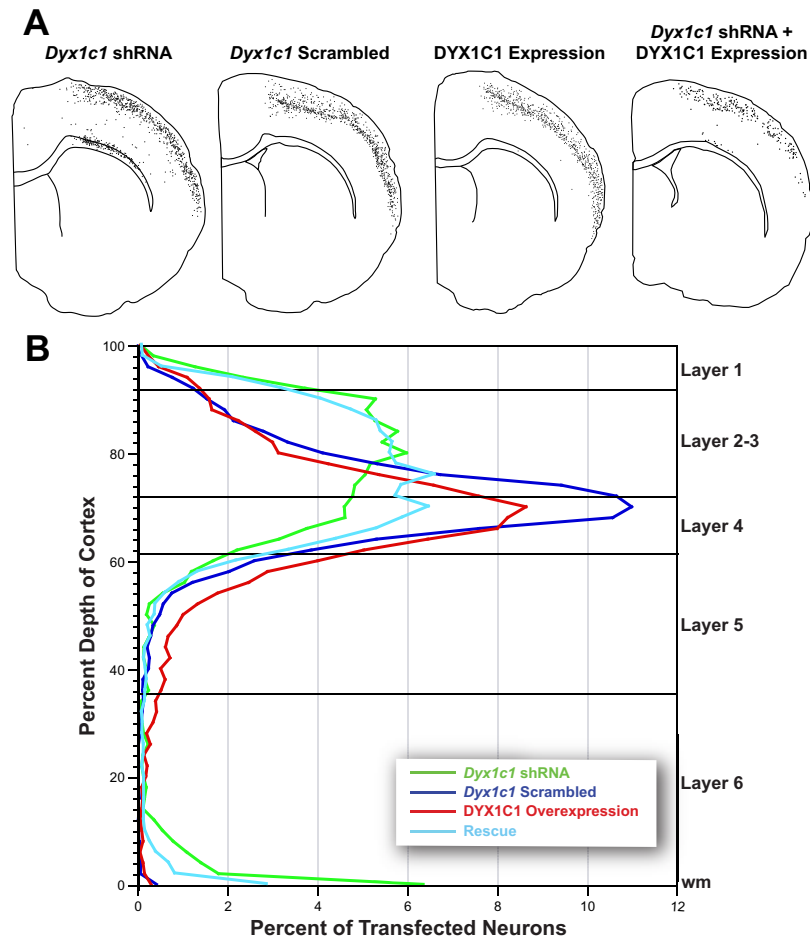 A
Dyx1c1 shRNA
Dyx1c1 Scrambled
DYX1C1 Expression
Dyx1c1 shRNA +
DYX1C1 Expression
B
Percent Depth of Cortex
100
80
60
40
20
0
Layer 1
Layer 2-3
Layer 4
Layer 5
Layer 6
wm
Dyx1c1 shRNA
Dyx1c1 Scrambled
DYX1C1 Overexpression
Rescue
0 2 4 6 8 10 12
Percent of Transfected Neurons